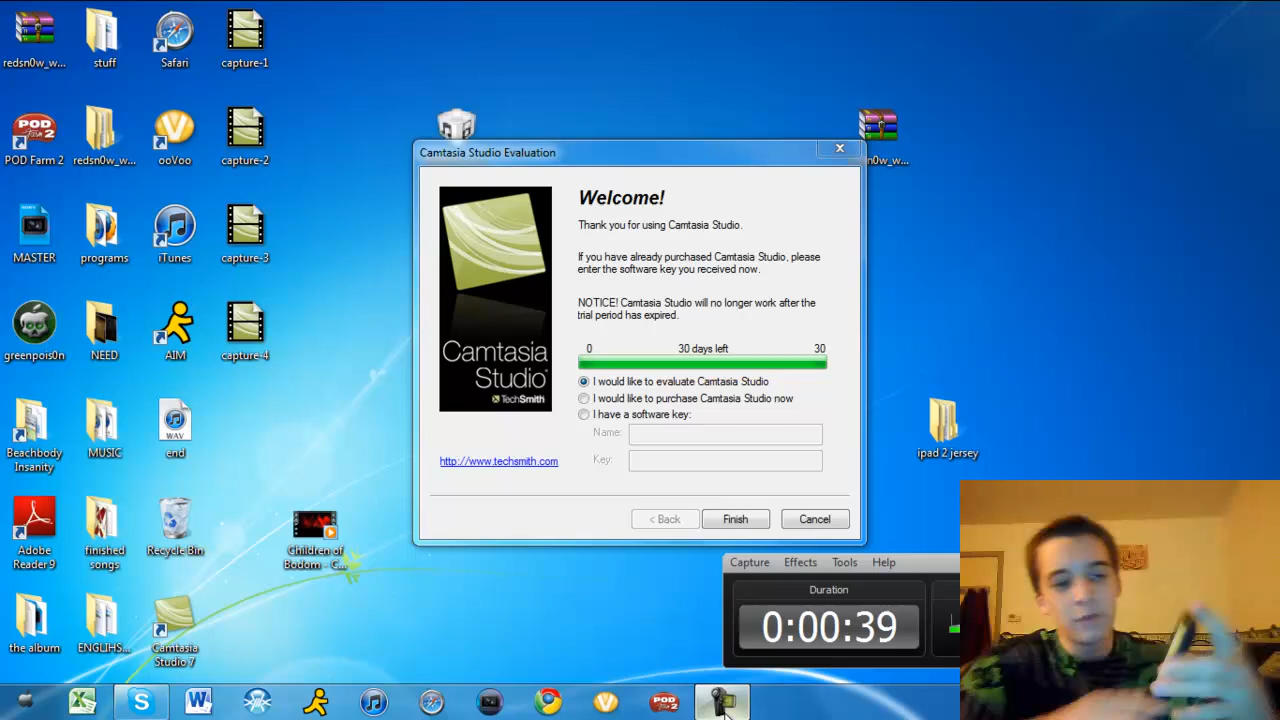 redsn0w_w...
stuff
Safari
capture-1
POD
FARM 2
POD Farm 2
redsn0w_w...
ooVoo
capture-2
n0w_w...
MASTER
programs
iTunes
capture-3
greenpois0n
NEED
AIM
capture-4
Beachbody
Insanity
MUSIC
WAV
end
ipad 2 jersey
Adobe
Reader 9
finished
songs
Recycle Bin
Children of
Bodom - C...
the album
ENGLIHS...
Camtasia
Studio 7
Camtasia Studio Evaluation
Camtasia
Studio®
TechSmith
http://www.techsmith.com
Welcome!
Thank you for using Camtasia Studio.
If you have already purchased Camtasia Studio, please
enter the software key you received now.
NOTICE! Camtasia Studio will no longer work after the
trial period has expired.
0 30 days left 30
I would like to evaluate Camtasia Studio
I would like to purchase Camtasia Studio now
I have a software key:
Name:
Key:
< Back Finish Cancel
Capture Effects Tools Help
Duration
0:00:39